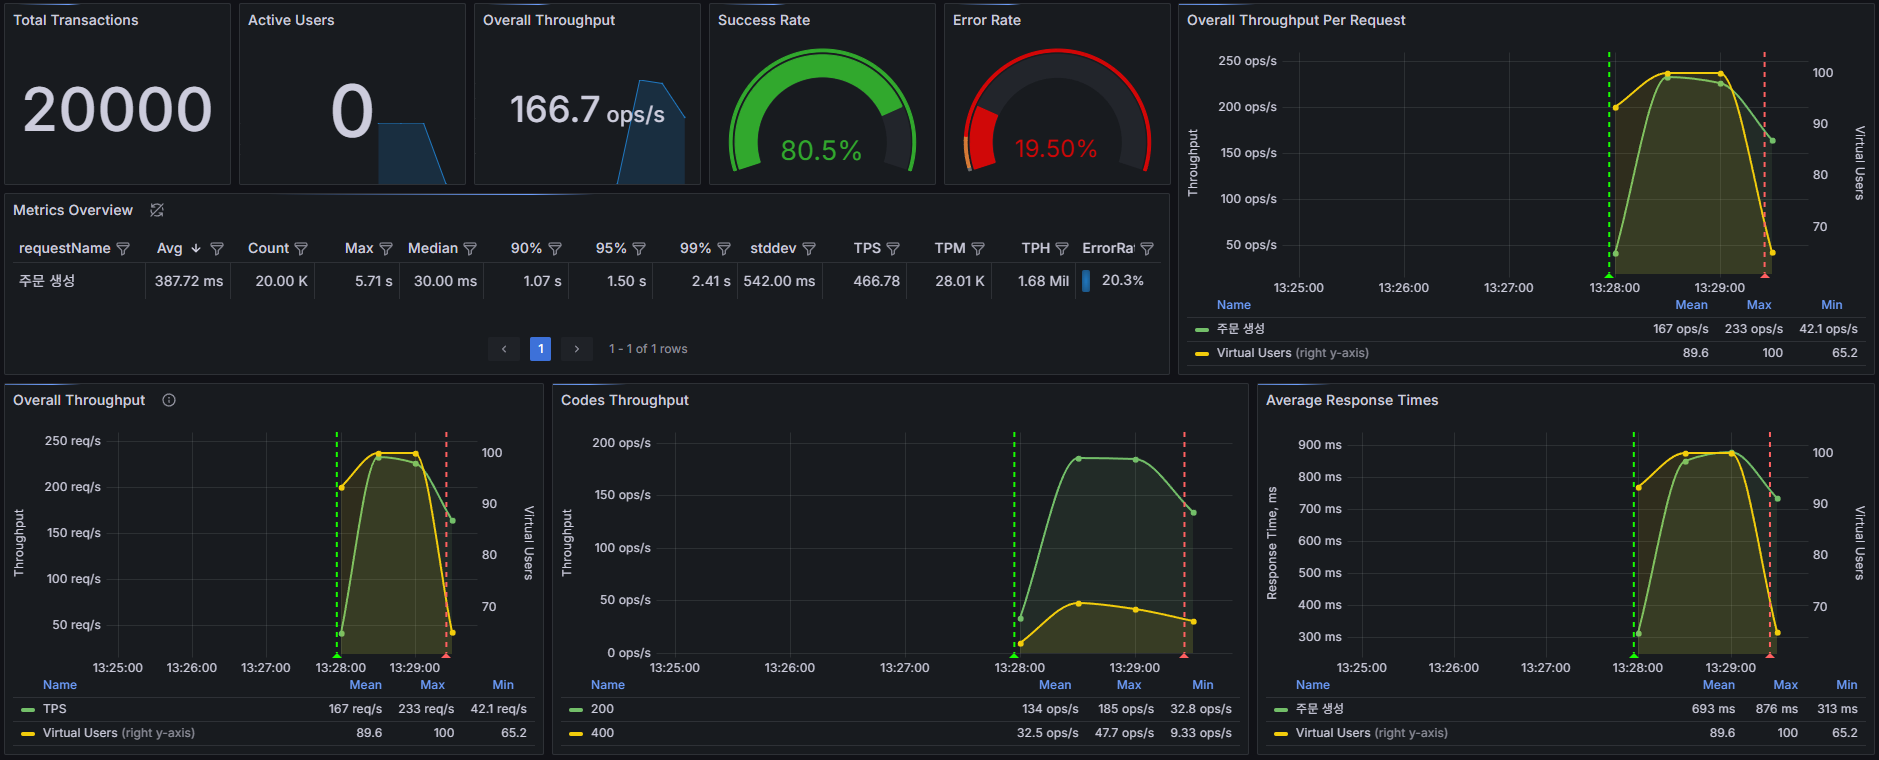 Total Transactions
20000
Active Users
0
Overall Throughput
166.7 ops/s
Success Rate
80.5%
Error Rate
19.50%
Overall Throughput Per Request
250 ops/s
200 ops/s
150 ops/s
100 ops/s
50 ops/s
Throughput
100
90
80
70
Virtual Users
13:25:00 13:26:00 13:27:00 13:28:00 13:29:00
Name Mean Max Min
주문 생성 167 ops/s 233 ops/s 42.1 ops/s
Virtual Users (right y-axis) 89.6 100 65.2
Metrics Overview
requestName Avg Count Max Median 90% 95% 99% stddev TPS TPM TPH ErrorRa
주문 생성 387.72 ms 20.00 K 5.71 s 30.00 ms 1.07 s 1.50 s 2.41 s 542.00 ms 466.78 28.01 K 1.68 Mil 20.3%
1 1 - 1 of 1 rows
Overall Throughput
250 req/s
200 req/s
150 req/s
100 req/s
50 req/s
Throughput
100
90
80
70
Virtual Users
13:25:00 13:26:00 13:27:00 13:28:00 13:29:00
Name Mean Max Min
TPS 167 req/s 233 req/s 42.1 req/s
Virtual Users (right y-axis) 89.6 100 65.2
Codes Throughput
200 ops/s
150 ops/s
100 ops/s
50 ops/s
0 ops/s
Throughput
13:25:00 13:26:00 13:27:00 13:28:00 13:29:00
Name Mean Max Min
200 134 ops/s 185 ops/s 32.8 ops/s
400 32.5 ops/s 47.7 ops/s 9.33 ops/s
Average Response Times
900 ms
800 ms
700 ms
600 ms
500 ms
400 ms
300 ms
Response Time, ms
100
90
80
70
Virtual Users
13:25:00 13:26:00 13:27:00 13:28:00 13:29:00
Name Mean Max Min
주문 생성 693 ms 876 ms 313 ms
Virtual Users (right y-axis) 89.6 100 65.2